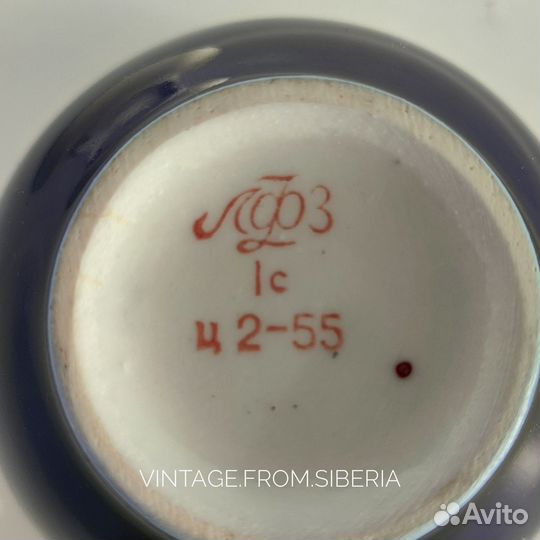 ЛФЗ
1с
ц 2-55
VINTAGE.FROM.SIBERIA
Avito